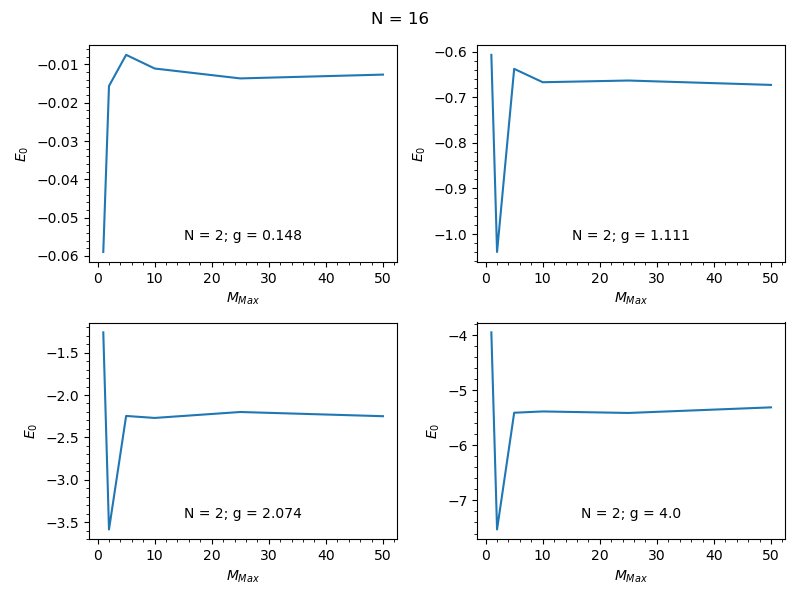 N = 16
−0.01
−0.02
−0.03
−0.04
−0.05
−0.06
E0
N = 2; g = 0.148
0 10 20 30 40 50
MMax
−0.6
−0.7
−0.8
−0.9
−1.0
E0
N = 2; g = 1.111
0 10 20 30 40 50
MMax
−1.5
−2.0
−2.5
−3.0
−3.5
E0
N = 2; g = 2.074
0 10 20 30 40 50
MMax
−4
−5
−6
−7
E0
N = 2; g = 4.0
0 10 20 30 40 50
MMax